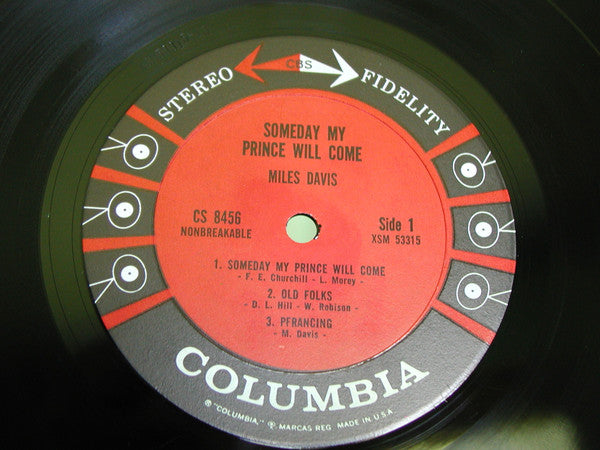 STEREO CBS FIDELITY
SOMEDAY MY
PRINCE WILL COME
MILES DAVIS
CS 8456
NONBREAKABLE
Side 1
XSM 53315
1. SOMEDAY MY PRINCE WILL COME
- F. E. Churchill - L. Morey -
2. OLD FOLKS
- D. L. Hill - W. Robison -
3. PFRANCING
- M. Davis -
COLUMBIA
® "COLUMBIA," ® MARCAS REG. MADE IN U.S.A.